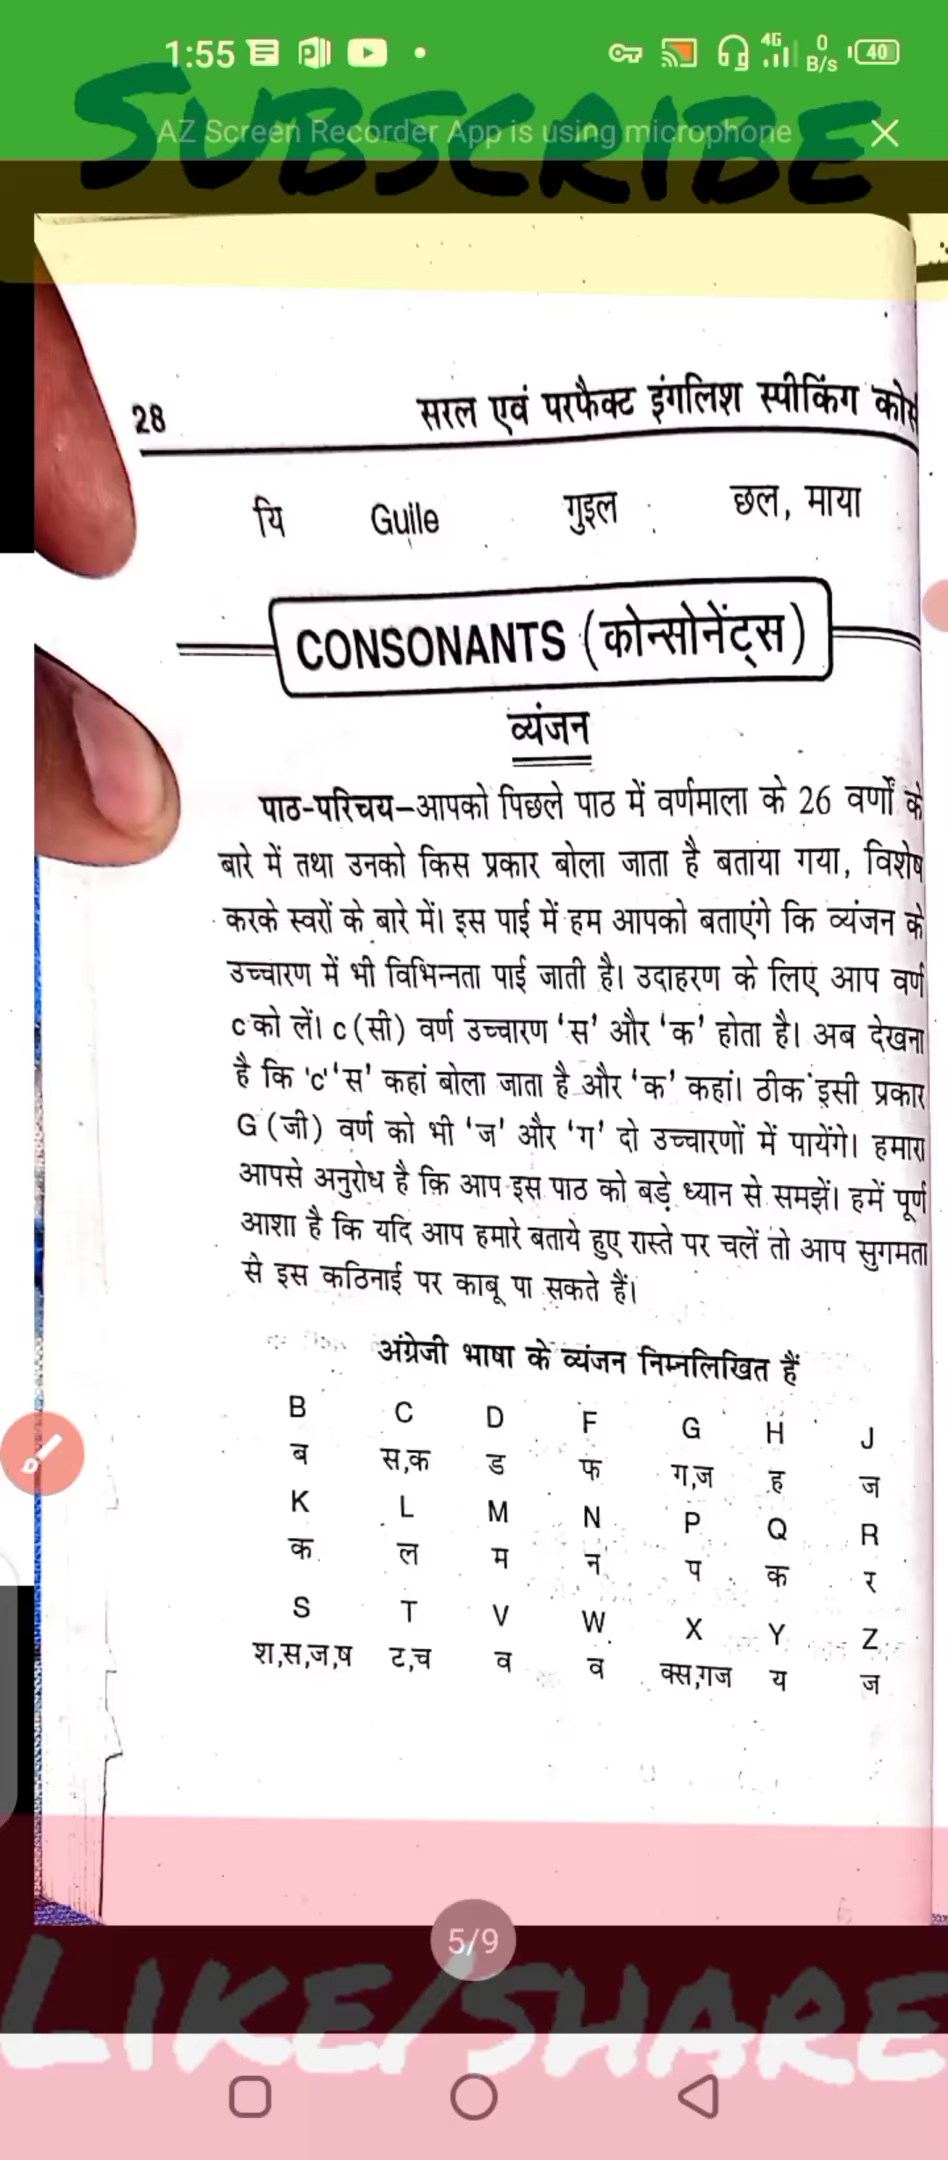 1:55
4G 0 B/s 40
SUBSCRIBE
AZ Screen Recorder App is using microphone
28 सरल एवं परफैक्ट इंगलिश स्पीकिंग कोर्स
यि Guile गुइल छल, माया
CONSONANTS (कोन्सोनेंट्स)
व्यंजन
पाठ-परिचय–आपको पिछले पाठ में वर्णमाला के 26 वर्णों के
बारे में तथा उनको किस प्रकार बोला जाता है बताया गया, विशेष
करके स्वरों के बारे में। इस पाई में हम आपको बताएंगे कि व्यंजन के
उच्चारण में भी विभिन्नता पाई जाती है। उदाहरण के लिए आप वर्ण
c को लें। c (सी) वर्ण उच्चारण ‘स’ और ‘क’ होता है। अब देखना
है कि 'c' ‘स’ कहां बोला जाता है और ‘क’ कहां। ठीक इसी प्रकार
G (जी) वर्ण को भी ‘ज’ और ‘ग’ दो उच्चारणों में पायेंगे। हमारा
आपसे अनुरोध है कि आप इस पाठ को बड़े ध्यान से समझें। हमें पूर्ण
आशा है कि यदि आप हमारे बताये हुए रास्ते पर चलें तो आप सुगमता
से इस कठिनाई पर काबू पा सकते हैं।
अंग्रेजी भाषा के व्यंजन निम्नलिखित हैं
B C D F G H J
ब स,क ड फ ग,ज ह ज
K L M N P Q R
क ल म न प क र
S T V W X Y Z
श,स,ज,ष ट,च व व क्स,गज य ज
5/9
LIKE/SHARE